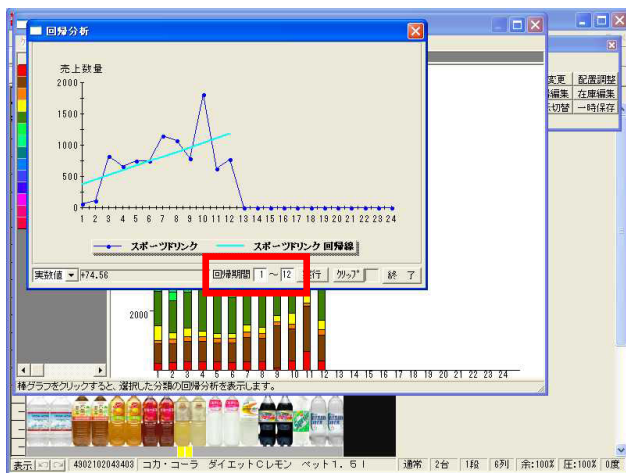 回帰分析
売上数量
2000
1500
1000
500
0
1 2 3 4 5 6 7 8 9 10 11 12 13 14 15 16 17 18 19 20 21 22 23 24
スポーツドリンク スポーツドリンク 回帰線
実数値 +74.56 回帰期間 1 ～ 12 実行 クリップ 終 了
変更 配置調整
編集 在庫編集
切替 一時保存
2000
1 2 3 4 5 6 7 8 9 10 11 12 13 14 15 16 17 18 19 20 21 22 23 24
棒グラフをクリックすると、選択した分類の回帰分析を表示します。
表示 4902102043403 コカ・コーラ ダイエットCレモン ペット1.5l 通常 2台 1段 6列 余:100% 圧:100% 0度